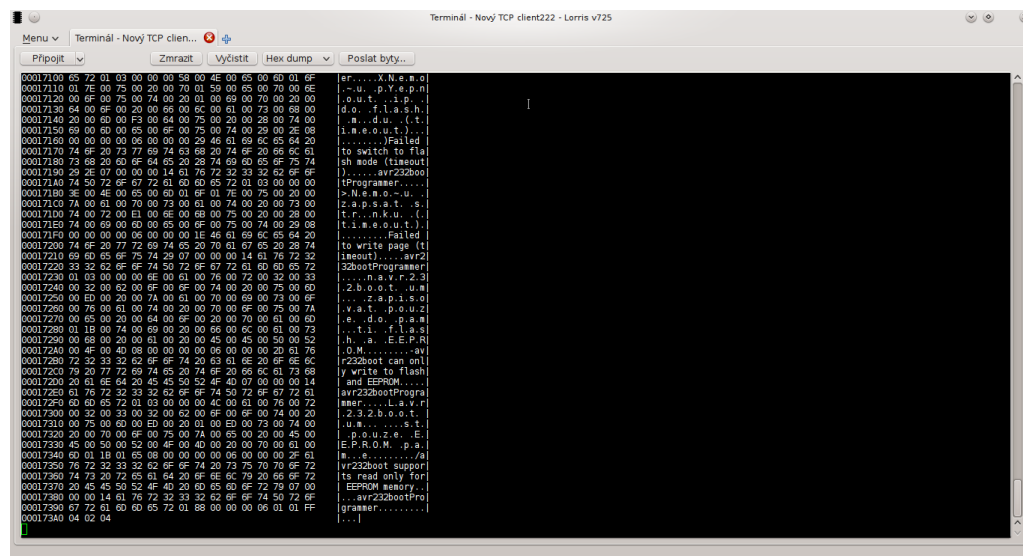 Terminál - Nový TCP client222 - Lorris v725
Menu Terminál - Nový TCP clien...
Připojit Zmrazit Vyčistit Hex dump Poslat byty...
00017100 65 72 01 03 00 00 00 58 00 4E 00 65 00 6D 01 6F |er.....X.N.e.m.o|
00017110 01 7E 00 75 00 20 00 70 01 59 00 65 00 70 00 6E |.~.u. .p.Y.e.p.n|
00017120 00 6F 00 75 00 74 00 20 01 00 69 00 70 00 20 00 |.o.u.t. ..i.p. .|
00017130 64 00 6F 00 20 00 66 00 6C 00 61 00 73 00 68 00 |d.o. .f.l.a.s.h.|
00017140 20 00 6D 00 F3 00 64 00 75 00 20 00 28 00 74 00 | .m...d.u. .(.t.|
00017150 69 00 6D 00 65 00 6F 00 75 00 74 00 29 00 2E 08 |i.m.e.o.u.t.)...|
00017160 00 00 00 00 06 00 00 00 29 46 61 69 6C 65 64 20 |........)Failed |
00017170 74 6F 20 73 77 69 74 63 68 20 74 6F 20 66 6C 61 |to switch to fla|
00017180 73 68 20 6D 6F 64 65 20 28 74 69 6D 65 6F 75 74 |sh mode (timeout|
00017190 29 2E 07 00 00 00 14 61 76 72 32 33 32 62 6F 6F |)......avr232boo|
000171A0 74 50 72 6F 67 72 61 6D 6D 65 72 01 03 00 00 00 |tProgrammer.....|
000171B0 3E 00 4E 00 65 00 6D 01 6F 01 7E 00 75 00 20 00 |>.N.e.m.o.~.u. .|
000171C0 7A 00 61 00 70 00 73 00 61 00 74 00 20 00 73 00 |z.a.p.s.a.t. .s.|
000171D0 74 00 72 00 E1 00 6E 00 6B 00 75 00 20 00 28 00 |t.r...n.k.u. .(.|
000171E0 74 00 69 00 6D 00 65 00 6F 00 75 00 74 00 29 08 |t.i.m.e.o.u.t.).|
000171F0 00 00 00 00 06 00 00 00 1E 46 61 69 6C 65 64 20 |.........Failed |
00017200 74 6F 20 77 72 69 74 65 20 70 61 67 65 20 28 74 |to write page (t|
00017210 69 6D 65 6F 75 74 29 07 00 00 00 14 61 76 72 32 |imeout).....avr2|
00017220 33 32 62 6F 6F 74 50 72 6F 67 72 61 6D 6D 65 72 |32bootProgrammer|
00017230 01 03 00 00 00 6E 00 61 00 76 00 72 00 32 00 33 |.....n.a.v.r.2.3|
00017240 00 32 00 62 00 6F 00 6F 00 74 00 20 00 75 00 6D |.2.b.o.o.t. .u.m|
00017250 00 ED 00 20 00 7A 00 61 00 70 00 69 00 73 00 6F |... .z.a.p.i.s.o|
00017260 00 76 00 61 00 74 00 20 00 70 00 6F 00 75 00 7A |.v.a.t. .p.o.u.z|
00017270 00 65 00 20 00 64 00 6F 00 20 00 70 00 61 00 6D |.e. .d.o. .p.a.m|
00017280 01 1B 00 74 00 69 00 20 00 66 00 6C 00 61 00 73 |...t.i. .f.l.a.s|
00017290 00 68 00 20 00 61 00 20 00 45 00 45 00 50 00 52 |.h. .a. .E.E.P.R|
000172A0 00 4F 00 4D 08 00 00 00 00 06 00 00 00 2D 61 76 |.O.M.........-av|
000172B0 72 32 33 32 62 6F 6F 74 20 63 61 6E 20 6F 6E 6C |r232boot can onl|
000172C0 79 20 77 72 69 74 65 20 74 6F 20 66 6C 61 73 68 |y write to flash|
000172D0 20 61 6E 64 20 45 45 50 52 4F 4D 07 00 00 00 14 | and EEPROM.....|
000172E0 61 76 72 32 33 32 62 6F 6F 74 50 72 6F 67 72 61 |avr232bootProgra|
000172F0 6D 6D 65 72 01 03 00 00 00 4C 00 61 00 76 00 72 |mmer.....L.a.v.r|
00017300 00 32 00 33 00 32 00 62 00 6F 00 6F 00 74 00 20 |.2.3.2.b.o.o.t. |
00017310 00 75 00 6D 00 ED 00 20 01 00 ED 00 73 00 74 00 |.u.m... ....s.t.|
00017320 20 00 70 00 6F 00 75 00 7A 00 65 00 20 00 45 00 | .p.o.u.z.e. .E.|
00017330 45 00 50 00 52 00 4F 00 4D 00 20 00 70 00 61 00 |E.P.R.O.M. .p.a.|
00017340 6D 01 1B 01 65 08 00 00 00 00 06 00 00 00 2F 61 |m...e........./a|
00017350 76 72 32 33 32 62 6F 6F 74 20 73 75 70 70 6F 72 |vr232boot suppor|
00017360 74 73 20 72 65 61 64 20 6F 6E 6C 79 20 66 6F 72 |ts read only for|
00017370 20 45 45 50 52 4F 4D 20 6D 65 6D 6F 72 79 07 00 | EEPROM memory..|
00017380 00 00 14 61 76 72 32 33 32 62 6F 6F 74 50 72 6F |...avr232bootPro|
00017390 67 72 61 6D 6D 65 72 01 88 00 00 00 06 01 01 FF |grammer.........|
000173A0 04 02 04 |...|